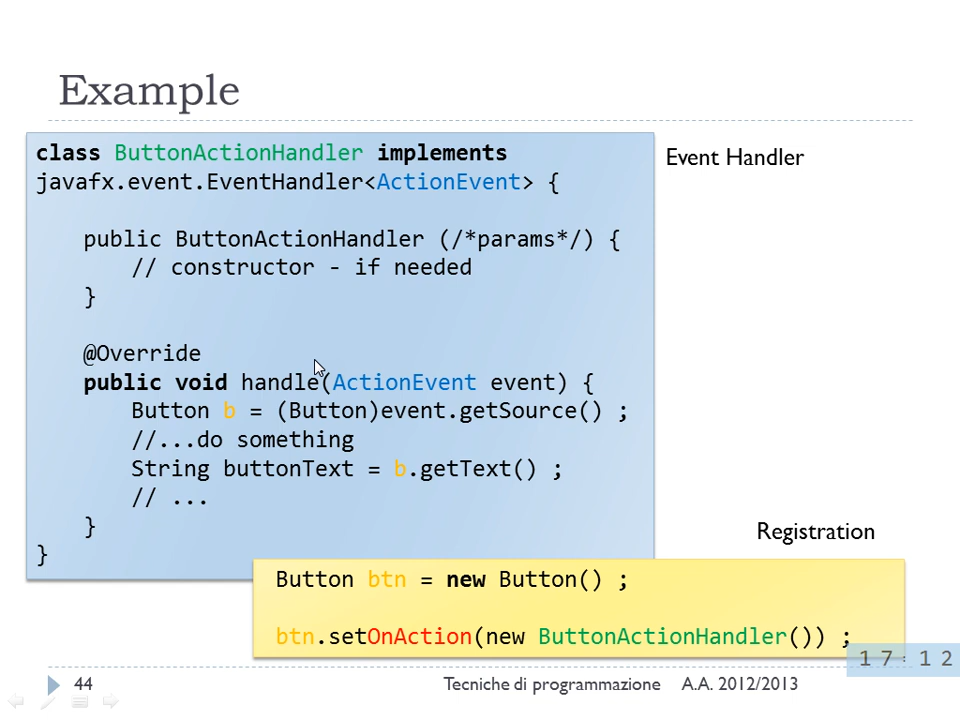 Example
class ButtonActionHandler implements
javafx.event.EventHandler<ActionEvent> {
Event Handler
public ButtonActionHandler (/*params*/) {
// constructor - if needed
}
@Override
public void handle(ActionEvent event) {
Button b = (Button)event.getSource() ;
//...do something
String buttonText = b.getText() ;
// ...
}
}
Registration
Button btn = new Button() ;
btn.setOnAction(new ButtonActionHandler()) ;
17:12
44
Tecniche di programmazione A.A. 2012/2013